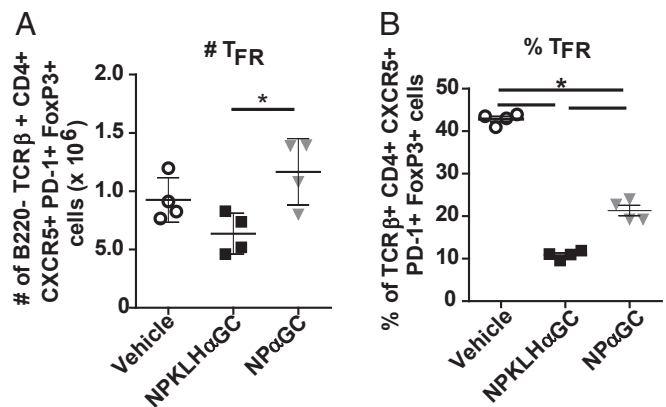 A
# TFR
# of B220- TCRβ + CD4+
CXCR5+ PD-1+ FoxP3+
cells (x 10⁶)
2.0
1.5
1.0
5.0
0.0
*
Vehicle
NPKLHαGC
NPαGC
B
% TFR
% of TCRβ+ CD4+ CXCR5+
PD-1+ FoxP3+ cells
50
40
30
20
10
0
*
Vehicle
NPKLHαGC
NPαGC